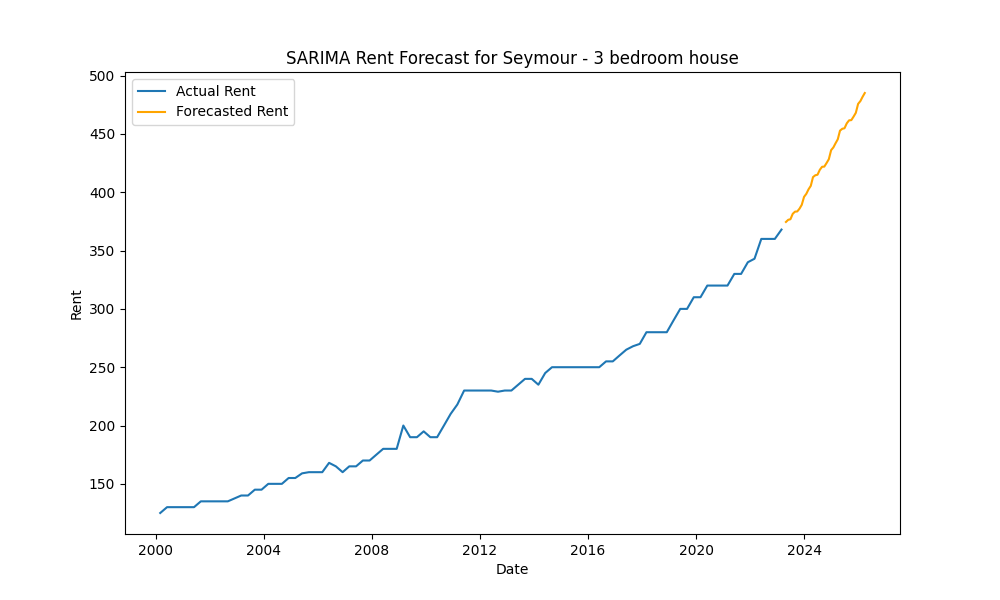 SARIMA Rent Forecast for Seymour - 3 bedroom house
Actual Rent
Forecasted Rent
500
450
400
350
300
250
200
150
Rent
2000 2004 2008 2012 2016 2020 2024
Date